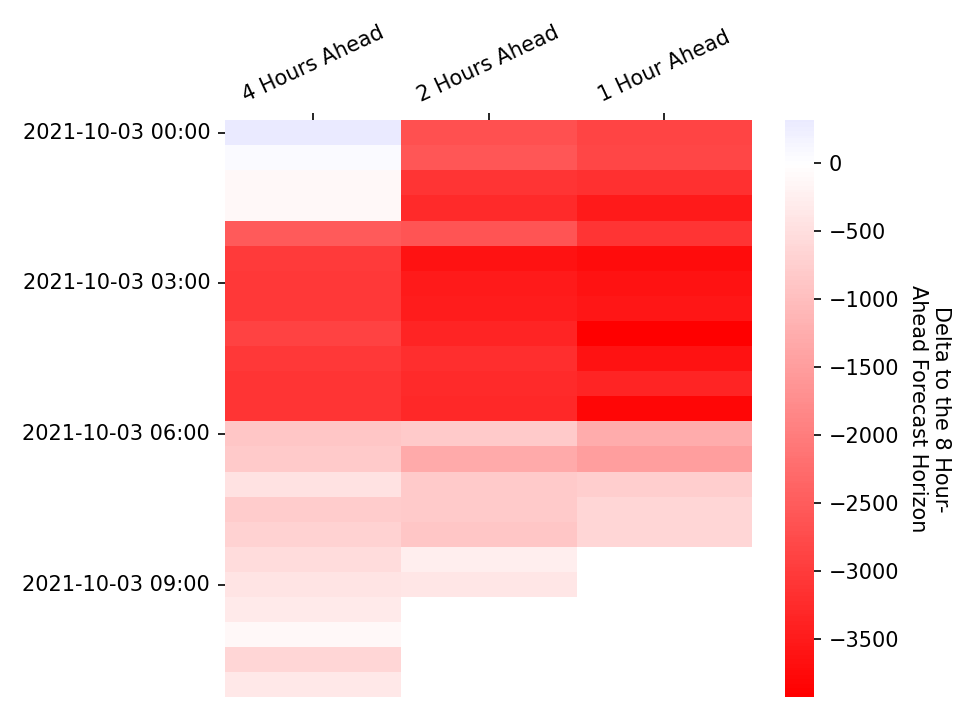 4 Hours Ahead
2 Hours Ahead
1 Hour Ahead
2021-10-03 00:00
2021-10-03 03:00
2021-10-03 06:00
2021-10-03 09:00
0
−500
−1000
−1500
−2000
−2500
−3000
−3500
Delta to the 8 Hour-
Ahead Forecast Horizon